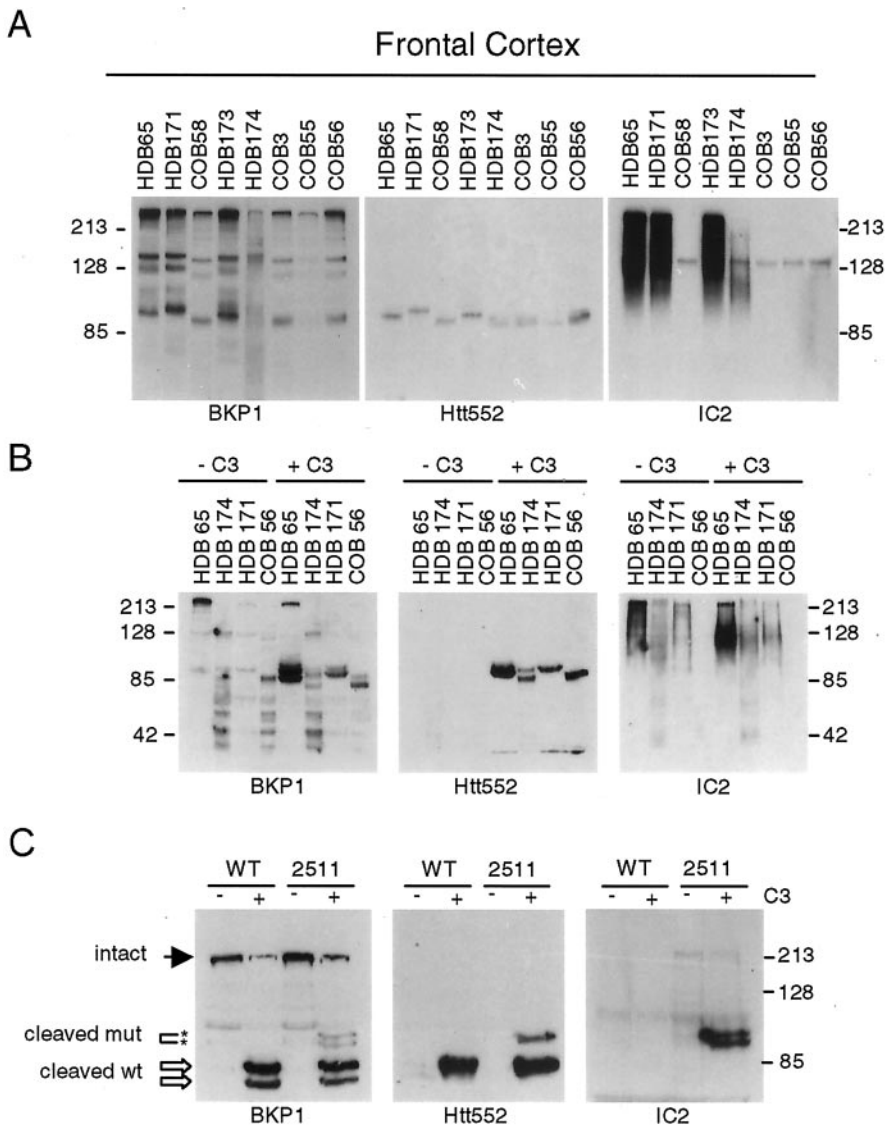 A
Frontal Cortex
HDB65 HDB171 COB58 HDB173 HDB174 COB3 COB55 COB56
HDB65 HDB171 COB58 HDB173 HDB174 COB3 COB55 COB56
HDB65 HDB171 COB58 HDB173 HDB174 COB3 COB55 COB56
213
128 -
85 -
-213
-128
-85
BKP1
Htt552
IC2
B
- C3
+ C3
- C3
+ C3
- C3
+ C3
HDB 65 HDB 174 HDB 171 COB 56 HDB 65 HDB 174 HDB 171 COB 56
HDB 65 HDB 174 HDB 171 COB 56 HDB 65 HDB 174 HDB 171 COB 56
HDB 65 HDB 174 HDB 171 COB 56 HDB 65 HDB 174 HDB 171 COB 56
213 -
128 -
85 -
42 -
-213
-128
-85
-42
BKP1
Htt552
IC2
C
WT 2511
WT 2511
WT 2511
- + - +
- + - +
- + - + C3
intact
cleaved mut **
cleaved wt
-213
-128
-85
BKP1
Htt552
IC2